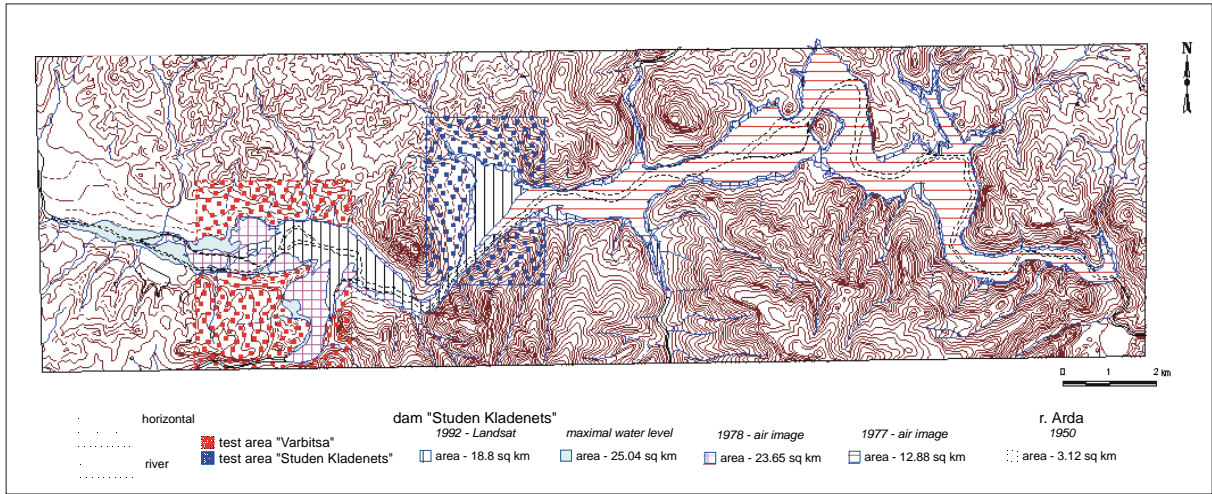 N
0 1 2 km
horizontal
river
test area "Varbitsa"
test area "Studen Kladenets"
dam "Studen Kladenets"
1992 - Landsat
area - 18.8 sq km
maximal water level
area - 25.04 sq km
1978 - air image
area - 23.65 sq km
1977 - air image
area - 12.88 sq km
r. Arda
1950
area - 3.12 sq km